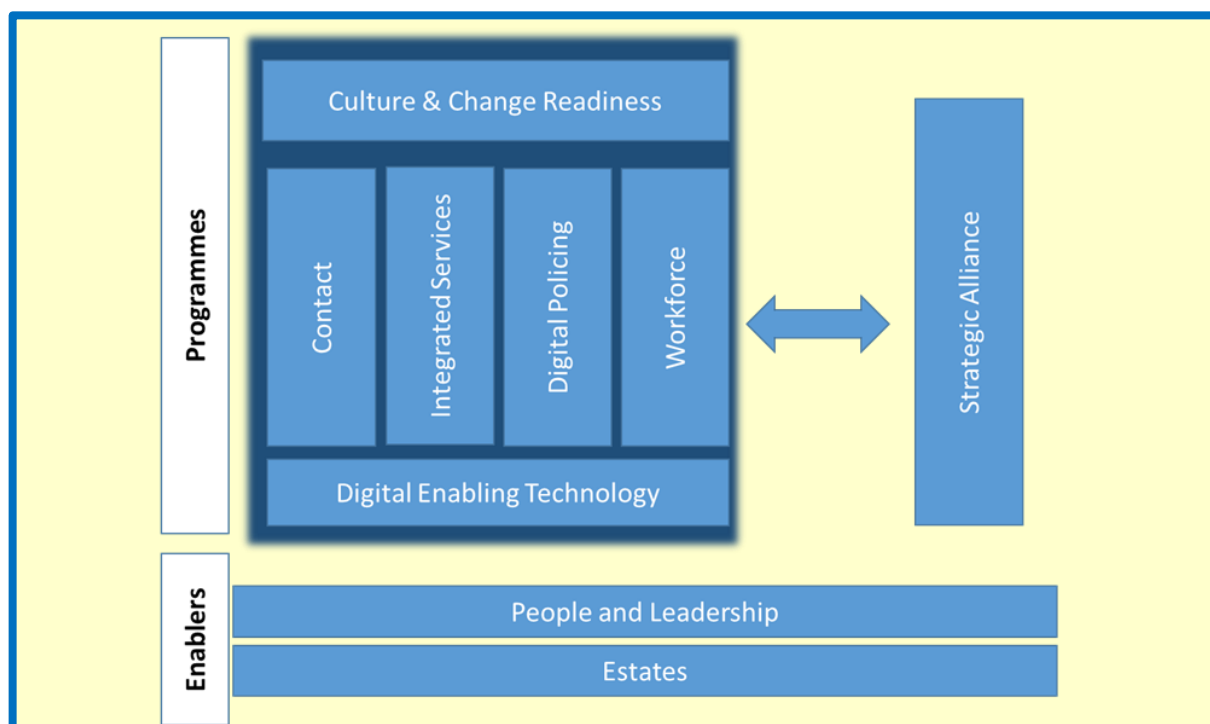 Programmes
Culture & Change Readiness
Contact
Integrated Services
Digital Policing
Workforce
Digital Enabling Technology
Strategic Alliance
Enablers
People and Leadership
Estates